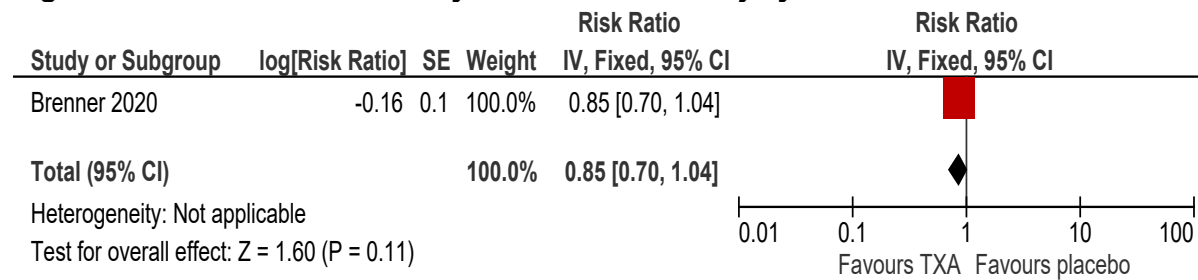 Risk Ratio Risk Ratio
Study or Subgroup log[Risk Ratio] SE Weight IV, Fixed, 95% CI IV, Fixed, 95% CI
Brenner 2020 -0.16 0.1 100.0% 0.85 [0.70, 1.04]
Total (95% CI) 100.0% 0.85 [0.70, 1.04]
Heterogeneity: Not applicable
Test for overall effect: Z = 1.60 (P = 0.11)
0.01 0.1 1 10 100
Favours TXA Favours placebo